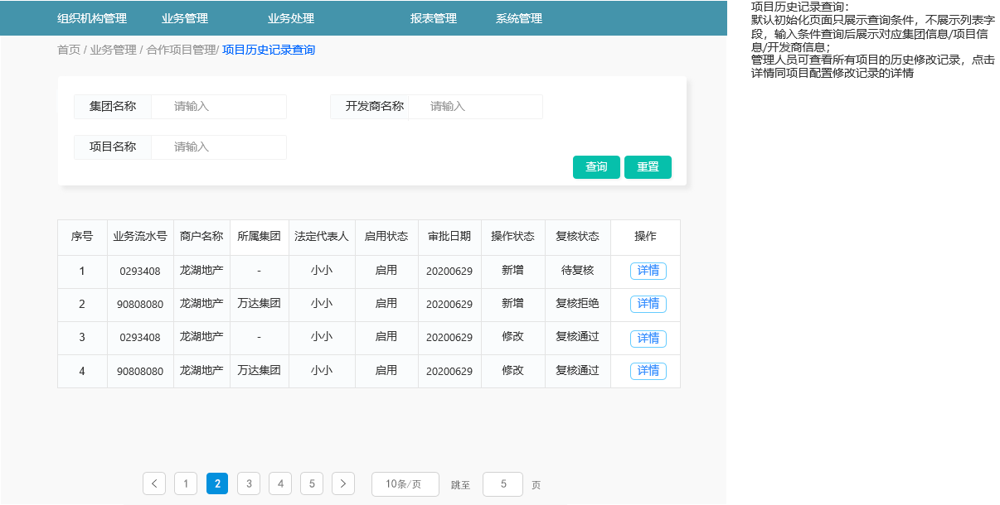 组织机构管理 业务管理 业务处理 报表管理 系统管理
首页 / 业务管理 / 合作项目管理/ 项目历史记录查询
集团名称 请输入 开发商名称 请输入
项目名称 请输入
查询 重置
序号 业务流水号 商户名称 所属集团 法定代表人 启用状态 审批日期 操作状态 复核状态 操作
1 0293408 龙湖地产 - 小小 启用 20200629 新增 待复核 详情
2 90808080 龙湖地产 万达集团 小小 启用 20200629 新增 复核拒绝 详情
3 0293408 龙湖地产 - 小小 启用 20200629 修改 复核通过 详情
4 90808080 龙湖地产 万达集团 小小 启用 20200629 修改 复核通过 详情
< 1 2 3 4 5 > 10条/页 跳至 5 页
项目历史记录查询：
默认初始化页面只展示查询条件，不展示列表字
段，输入条件查询后展示对应集团信息/项目信
息/开发商信息；
管理人员可查看所有项目的历史修改记录，点击
详情同项目配置修改记录的详情